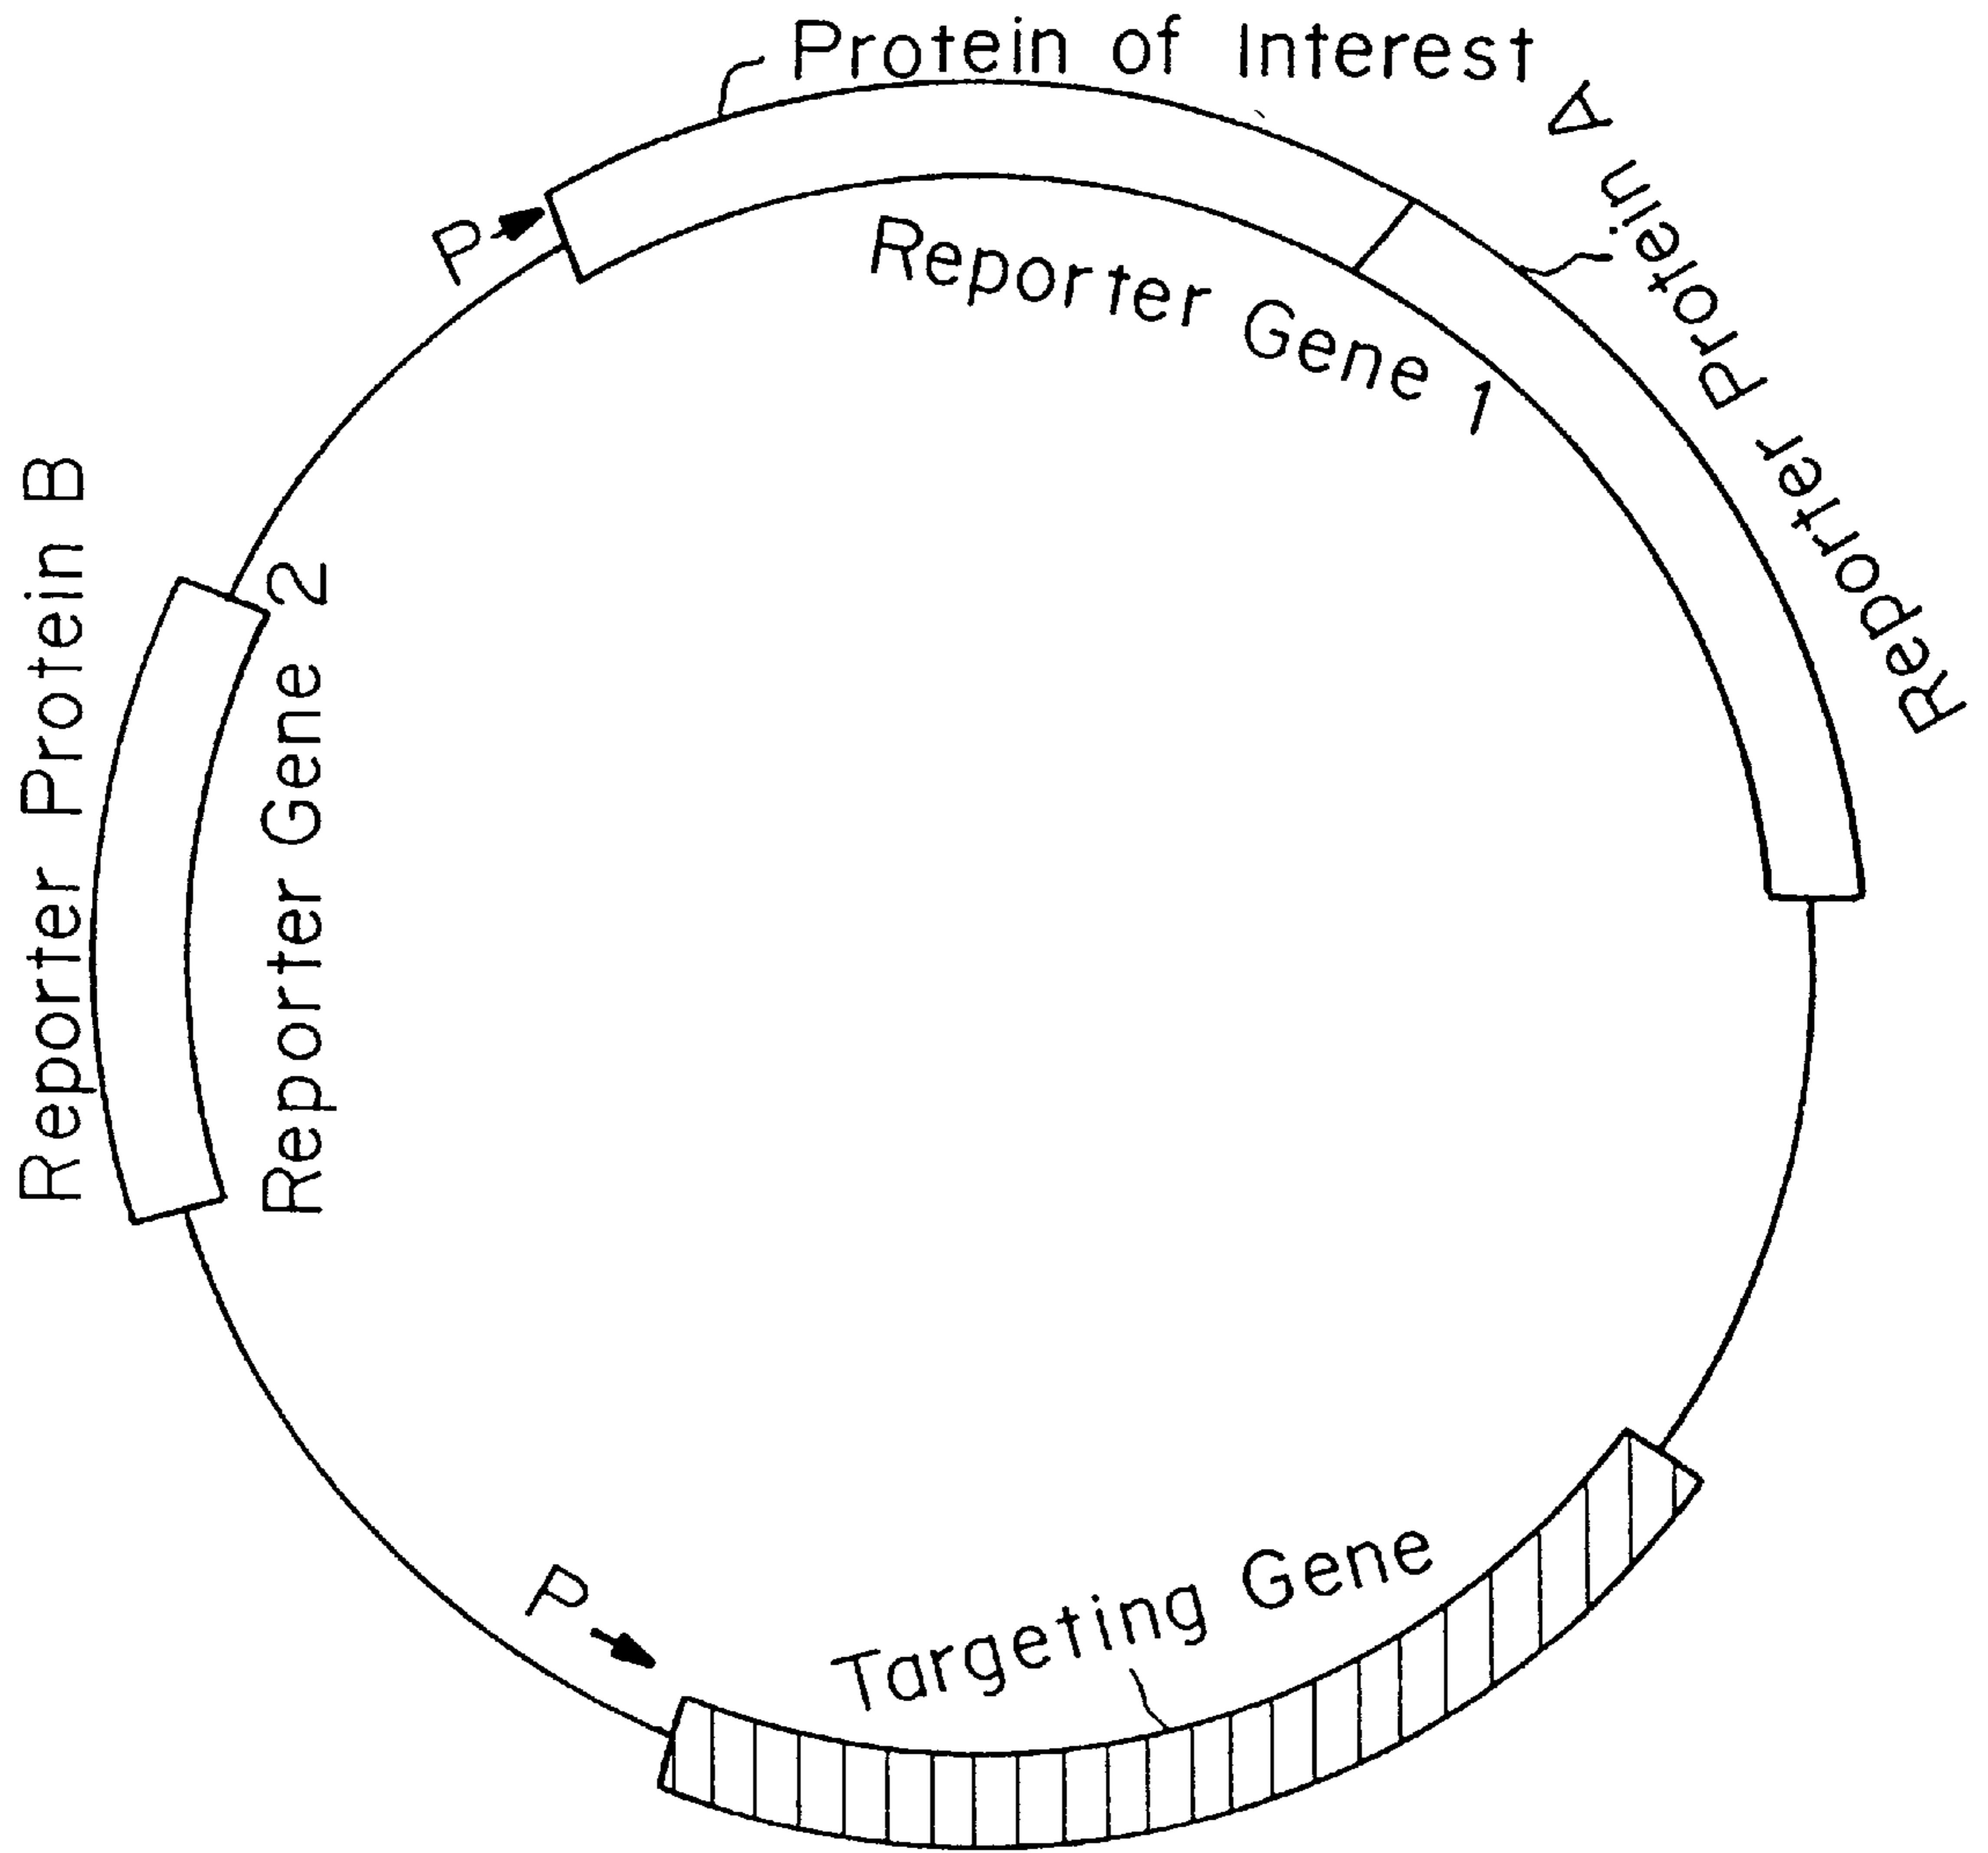 Protein of Interest
Reporter Protein A
P
Reporter Gene 1
Reporter Protein B
Reporter Gene 2
P
Targeting Gene